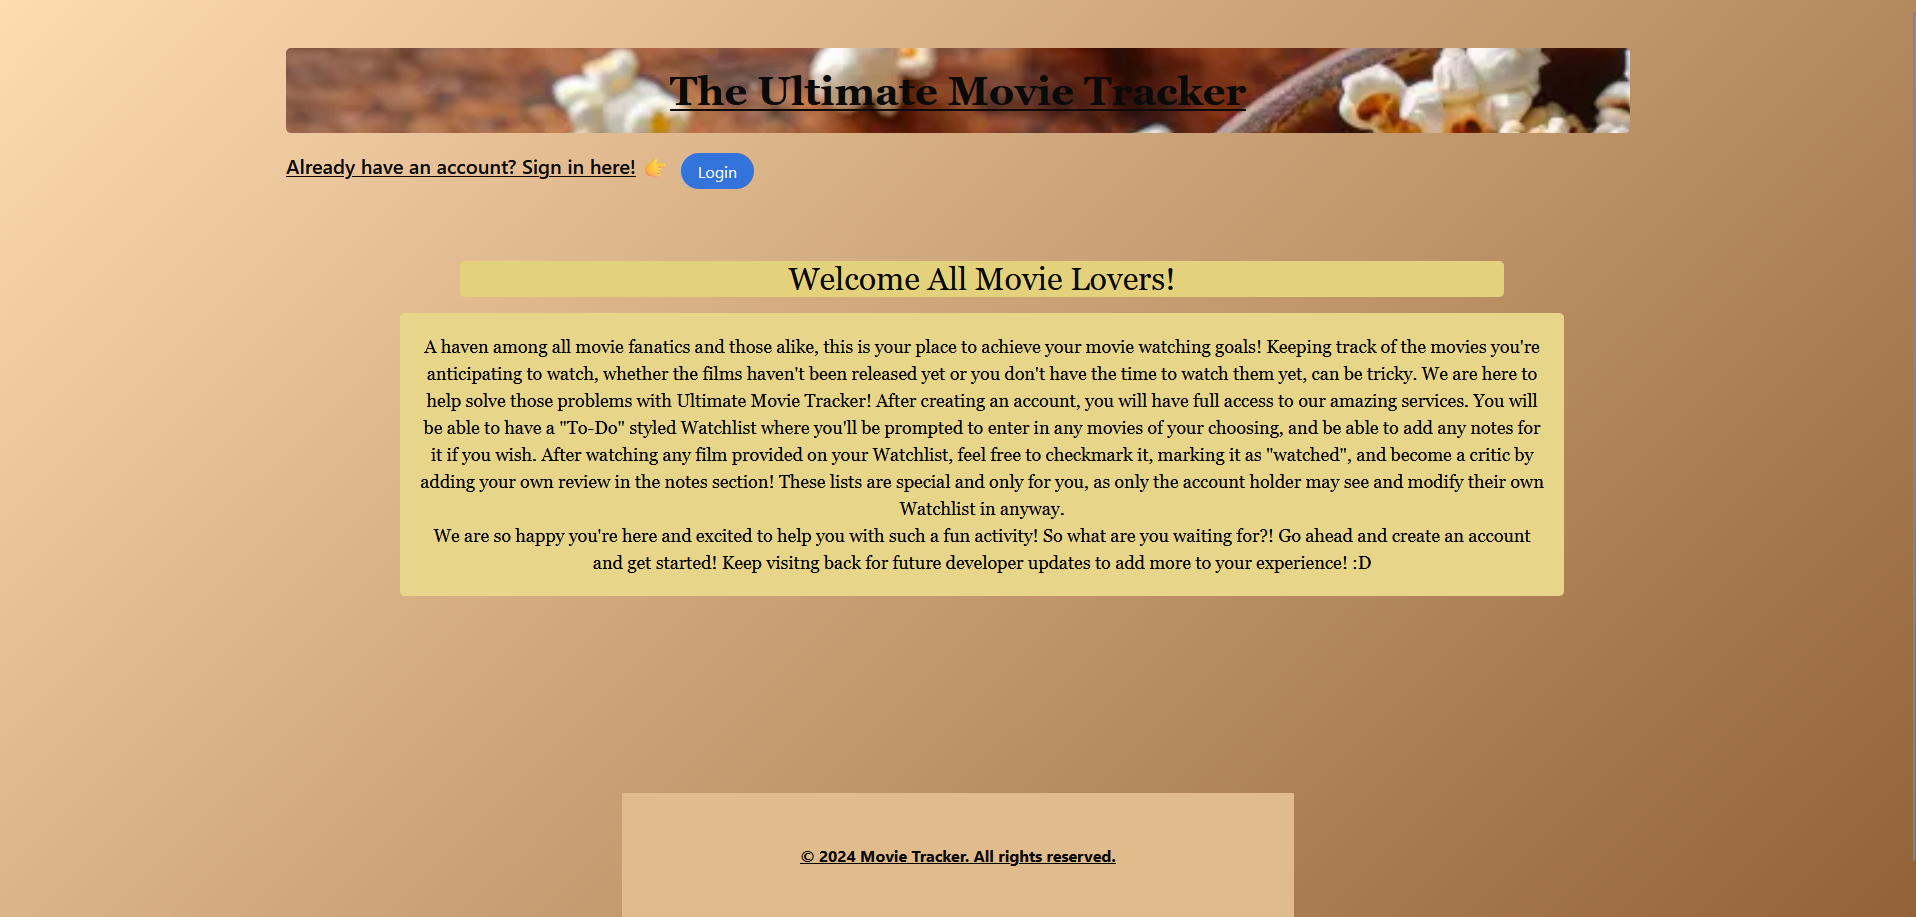 The Ultimate Movie Tracker
Already have an account? Sign in here! 👉 Login
Welcome All Movie Lovers!
A haven among all movie fanatics and those alike, this is your place to achieve your movie watching goals! Keeping track of the movies you're
anticipating to watch, whether the films haven't been released yet or you don't have the time to watch them yet, can be tricky. We are here to
help solve those problems with Ultimate Movie Tracker! After creating an account, you will have full access to our amazing services. You will
be able to have a "To-Do" styled Watchlist where you'll be prompted to enter in any movies of your choosing, and be able to add any notes for
it if you wish. After watching any film provided on your Watchlist, feel free to checkmark it, marking it as "watched", and become a critic by
adding your own review in the notes section! These lists are special and only for you, as only the account holder may see and modify their own
Watchlist in anyway.
We are so happy you're here and excited to help you with such a fun activity! So what are you waiting for?! Go ahead and create an account
and get started! Keep visitng back for future developer updates to add more to your experience! :D
© 2024 Movie Tracker. All rights reserved.